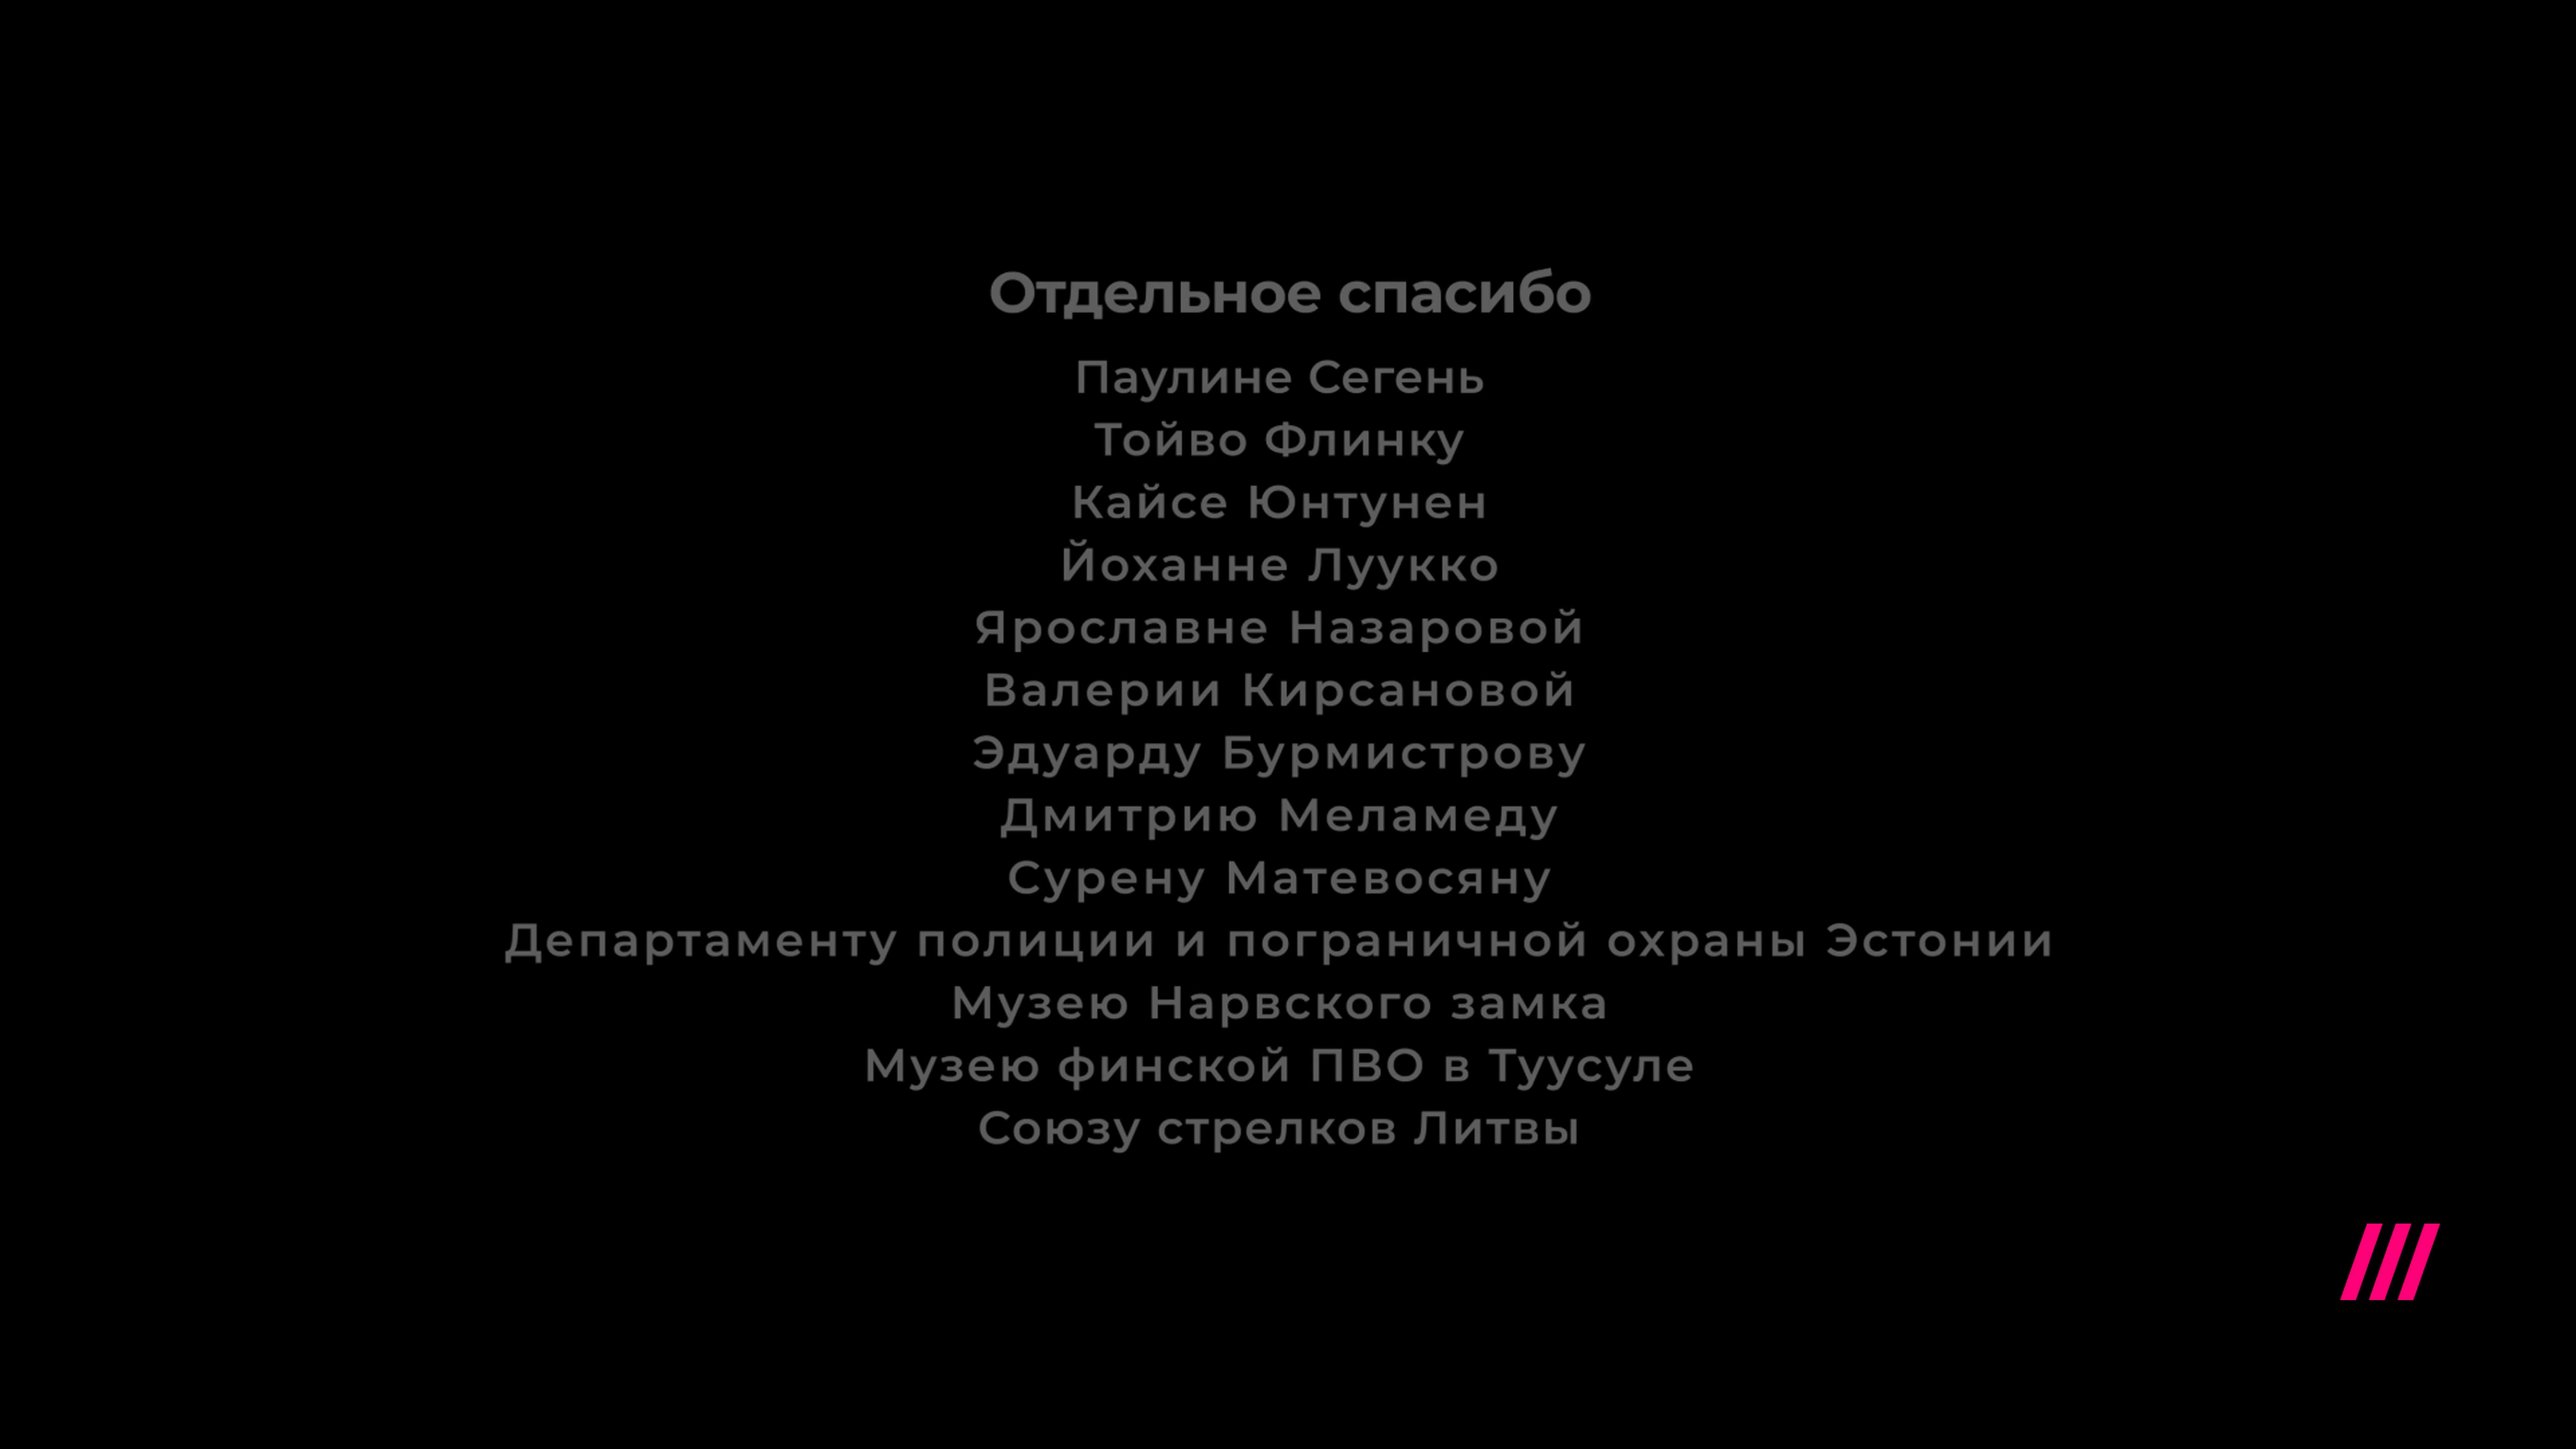 Отдельное спасибо
Паулине Сегень
Тойво Флинку
Кайсе Юнтунен
Йоханне Луукко
Ярославне Назаровой
Валерии Кирсановой
Эдуарду Бурмистрову
Дмитрию Меламеду
Сурену Матевосяну
Департаменту полиции и пограничной охраны Эстонии
Музею Нарвского замка
Музею финской ПВО в Туусуле
Союзу стрелков Литвы